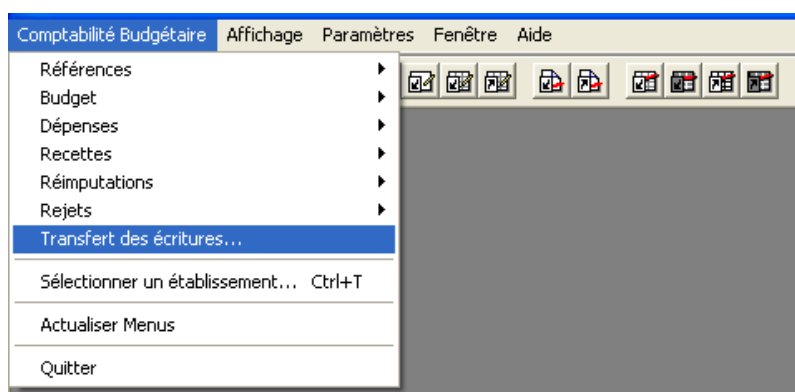 Comptabilité Budgétaire Affichage Paramètres Fenêtre Aide
Références
Budget
Dépenses
Recettes
Réimputations
Rejets
Transfert des écritures...
Sélectionner un établissement... Ctrl+T
Actualiser Menus
Quitter